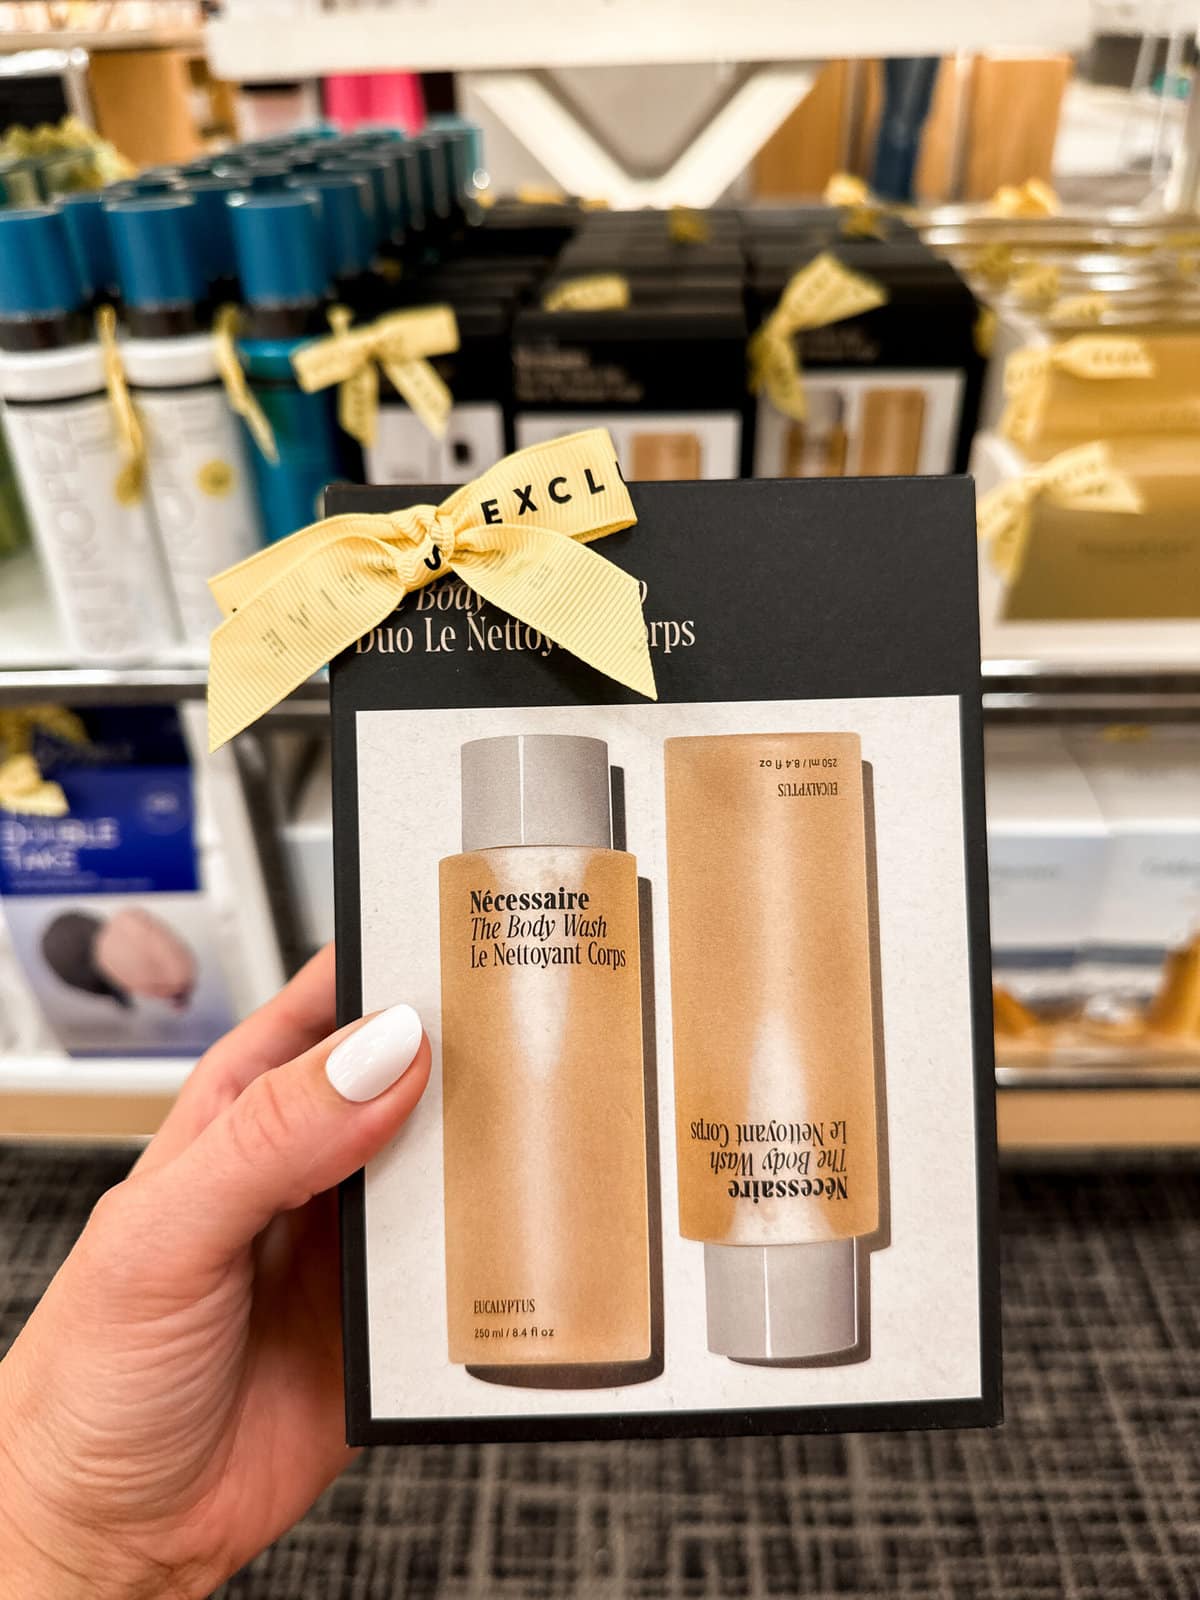 EXCL
S
Body
Duo Le Nettoy
rps
Nécessaire
The Body Wash
Le Nettoyant Corps
EUCALYPTUS
250 ml / 8.4 fl oz
250 ml / 8.4 fl oz
EUCALYPTUS
Le Nettoyant Corps
The Body Wash
Nécessaire
DOUBLE
TAKE